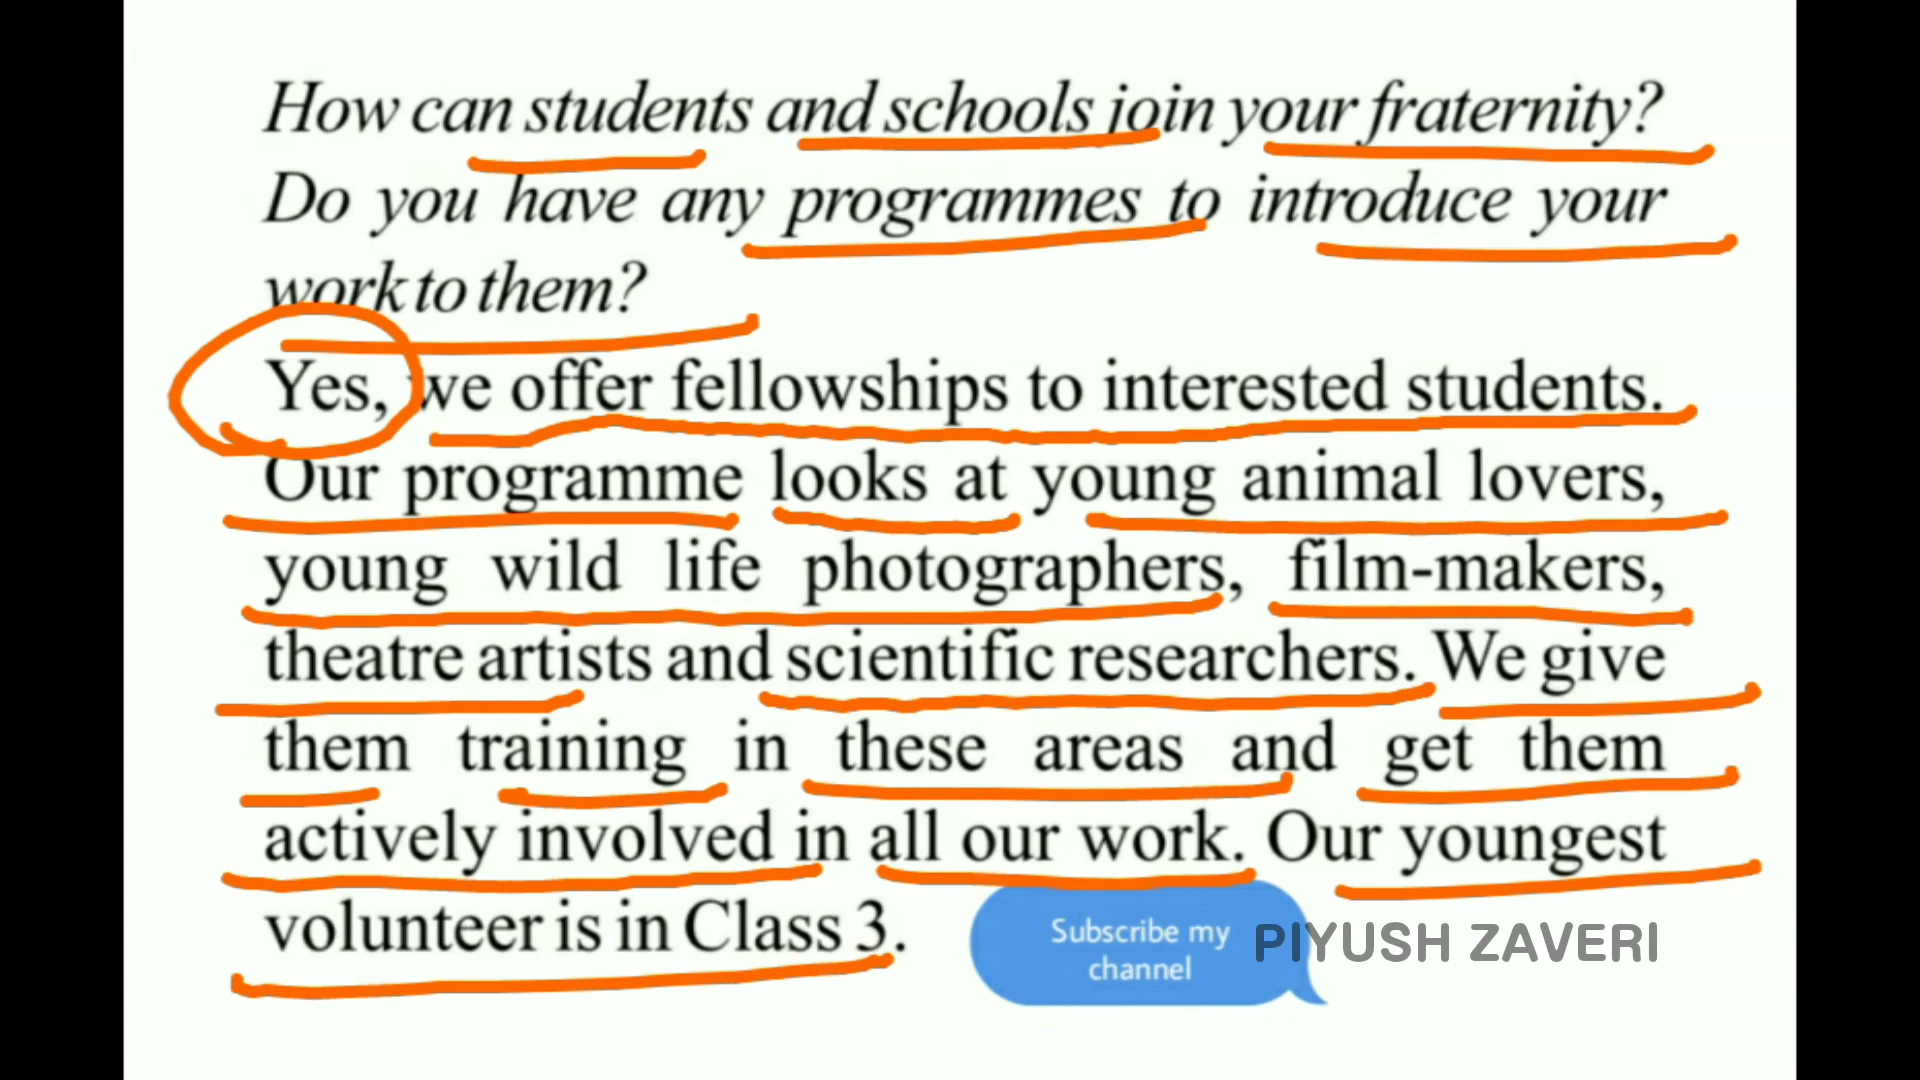 How can students and schools join your fraternity?
Do you have any programmes to introduce your
work to them?
Yes, we offer fellowships to interested students.
Our programme looks at young animal lovers,
young wild life photographers, film-makers,
theatre artists and scientific researchers. We give
them training in these areas and get them
actively involved in all our work. Our youngest
volunteer is in Class 3.
Subscribe my
channel
PIYUSH ZAVERI